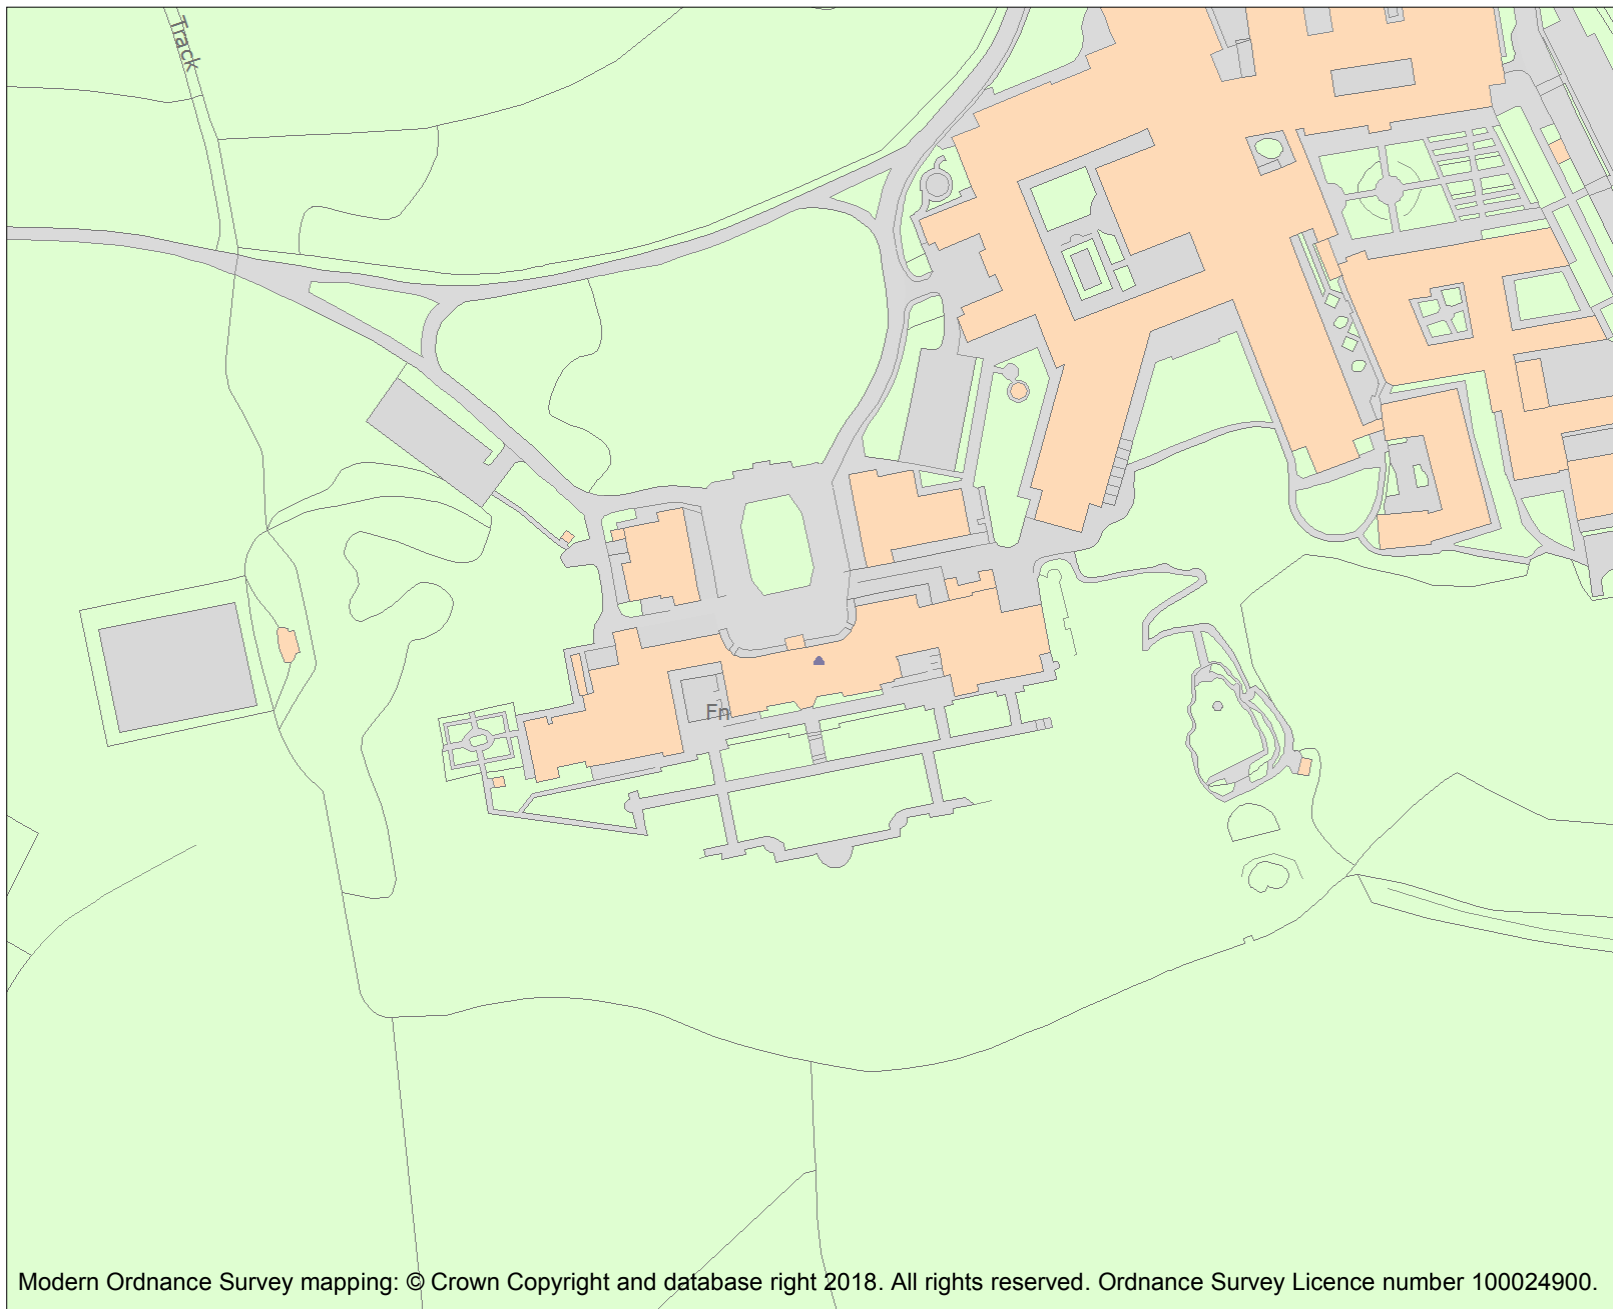 Track
Fn
Modern Ordnance Survey mapping: © Crown Copyright and database right 2018. All rights reserved. Ordnance Survey Licence number 100024900.